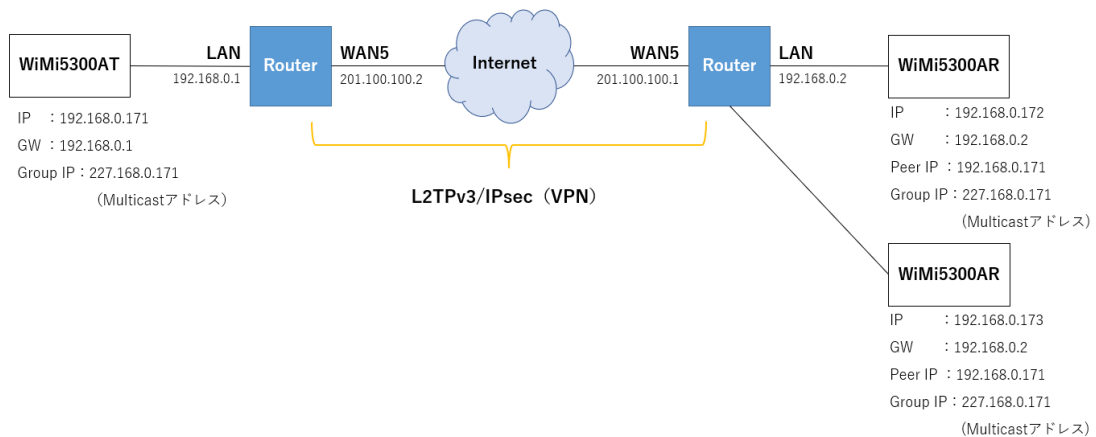 WiMi5300AT
LAN
192.168.0.1
Router
WAN5
201.100.100.2
Internet
WAN5
201.100.100.1
Router
LAN
192.168.0.2
WiMi5300AR
IP :192.168.0.171
GW :192.168.0.1
Group IP:227.168.0.171
(Multicastアドレス)
L2TPv3/IPsec(VPN)
IP :192.168.0.172
GW :192.168.0.2
Peer IP :192.168.0.171
Group IP:227.168.0.171
(Multicastアドレス)
WiMi5300AR
IP :192.168.0.173
GW :192.168.0.2
Peer IP :192.168.0.171
Group IP:227.168.0.171
(Multicastアドレス)